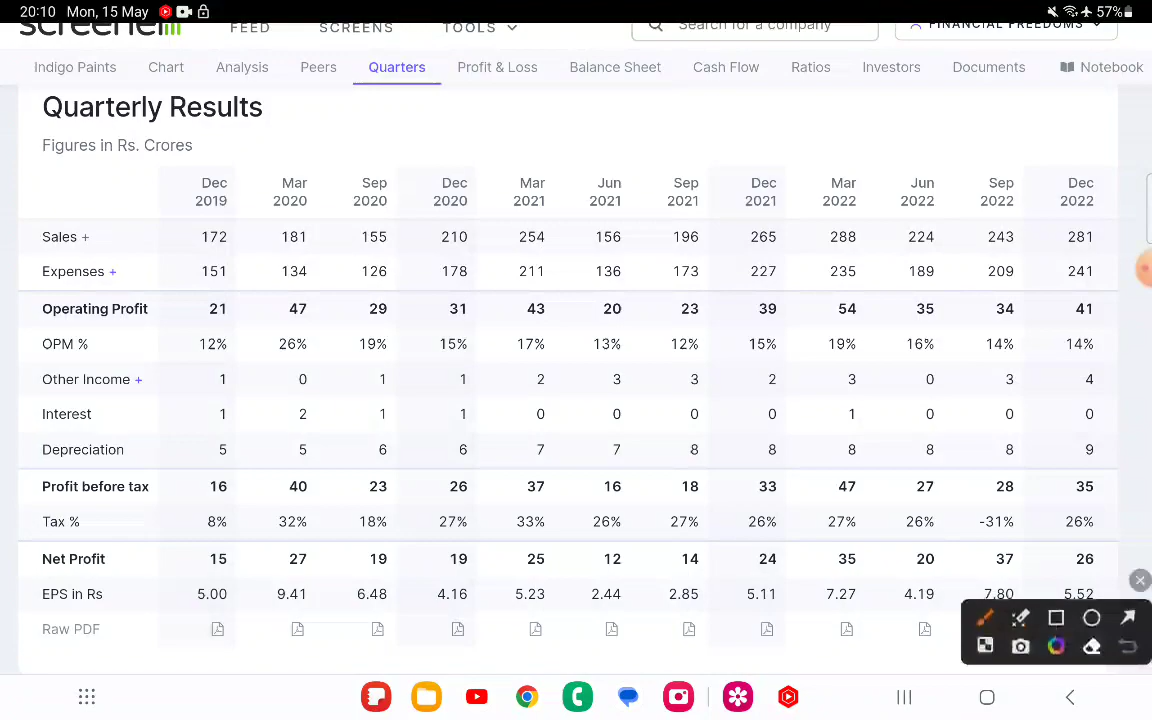 20:10 Mon, 15 May 57%
screener FEED SCREENS TOOLS Search for a company FINANCIAL FREEDOMS
Indigo Paints Chart Analysis Peers Quarters Profit & Loss Balance Sheet Cash Flow Ratios Investors Documents Notebook
Quarterly Results
Figures in Rs. Crores
Dec Mar Sep Dec Mar Jun Sep Dec Mar Jun Sep Dec
2019 2020 2020 2020 2021 2021 2021 2021 2022 2022 2022 2022
Sales + 172 181 155 210 254 156 196 265 288 224 243 281
Expenses + 151 134 126 178 211 136 173 227 235 189 209 241
Operating Profit 21 47 29 31 43 20 23 39 54 35 34 41
OPM % 12% 26% 19% 15% 17% 13% 12% 15% 19% 16% 14% 14%
Other Income + 1 0 1 1 2 3 3 2 3 0 3 4
Interest 1 2 1 1 0 0 0 0 1 0 0 0
Depreciation 5 5 6 6 7 7 8 8 8 8 8 9
Profit before tax 16 40 23 26 37 16 18 33 47 27 28 35
Tax % 8% 32% 18% 27% 33% 26% 27% 26% 27% 26% -31% 26%
Net Profit 15 27 19 19 25 12 14 24 35 20 37 26
EPS in Rs 5.00 9.41 6.48 4.16 5.23 2.44 2.85 5.11 7.27 4.19 7.80 5.52
Raw PDF